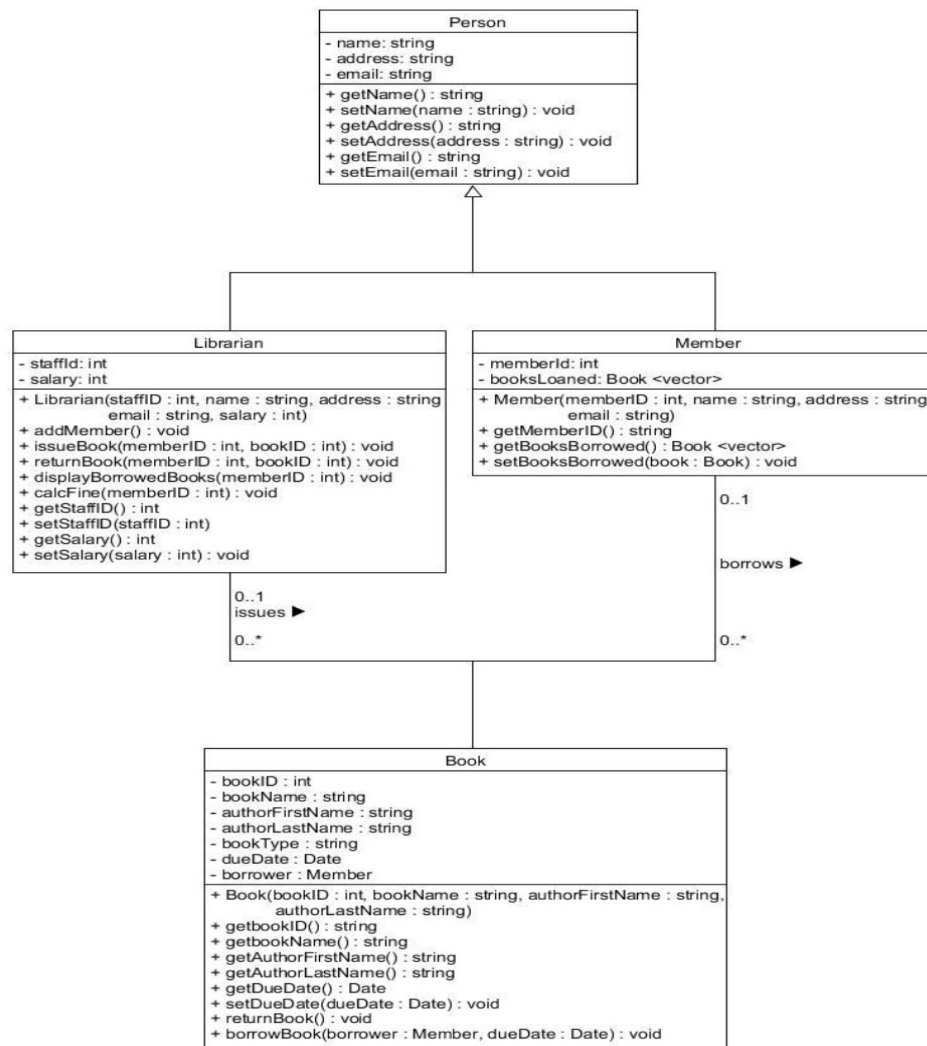 Person
- name: string
- address: string
- email: string
+ getName() : string
+ setName(name : string) : void
+ getAddress() : string
+ setAddress(address : string) : void
+ getEmail() : string
+ setEmail(email : string) : void
Librarian
- staffId: int
- salary: int
+ Librarian(staffID : int, name : string, address : string
email : string, salary : int)
+ addMember() : void
+ issueBook(memberID : int, bookID : int) : void
+ returnBook(memberID : int, bookID : int) : void
+ displayBorrowedBooks(memberID : int) : void
+ calcFine(memberID : int) : void
+ getStaffID() : int
+ setStaffID(staffID : int)
+ getSalary() : int
+ setSalary(salary : int) : void
Member
- memberId: int
- booksLoaned: Book <vector>
+ Member(memberID : int, name : string, address : string
email : string)
+ getMemberID() : string
+ getBooksBorrowed() : Book <vector>
+ setBooksBorrowed(book : Book) : void
0..1
issues ►
0..*
0..1
borrows ►
0..*
Book
- bookID : int
- bookName : string
- authorFirstName : string
- authorLastName : string
- bookType : string
- dueDate : Date
- borrower : Member
+ Book(bookID : int, bookName : string, authorFirstName : string,
authorLastName : string)
+ getbookID() : string
+ getbookName() : string
+ getAuthorFirstName() : string
+ getAuthorLastName() : string
+ getDueDate() : Date
+ setDueDate(dueDate : Date) : void
+ returnBook() : void
+ borrowBook(borrower : Member, dueDate : Date) : void